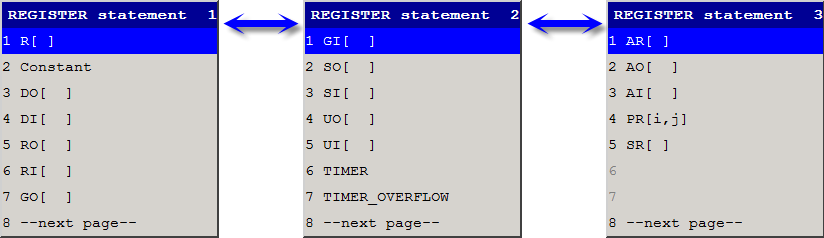 REGISTER statement 1
1 R[ ]
2 Constant
3 DO[  ]
4 DI[  ]
5 RO[  ]
6 RI[  ]
7 GO[  ]
8 --next page--
REGISTER statement 2
1 GI[  ]
2 SO[  ]
3 SI[  ]
4 UO[  ]
5 UI[  ]
6 TIMER
7 TIMER_OVERFLOW
8 --next page--
REGISTER statement 3
1 AR[ ]
2 AO[  ]
3 AI[  ]
4 PR[i,j]
5 SR[ ]
6
7
8 --next page--